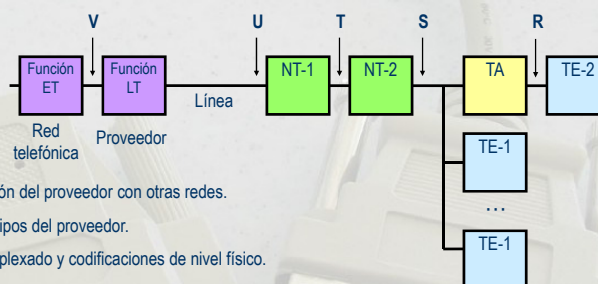 V U T S R
Función
ET
Función
LT
NT-1
NT-2
TA
TE-2
Línea
Red
telefónica
Proveedor
TE-1
...
TE-1
ón del proveedor con otras redes.
ipos del proveedor.
plexado y codificaciones de nivel físico.